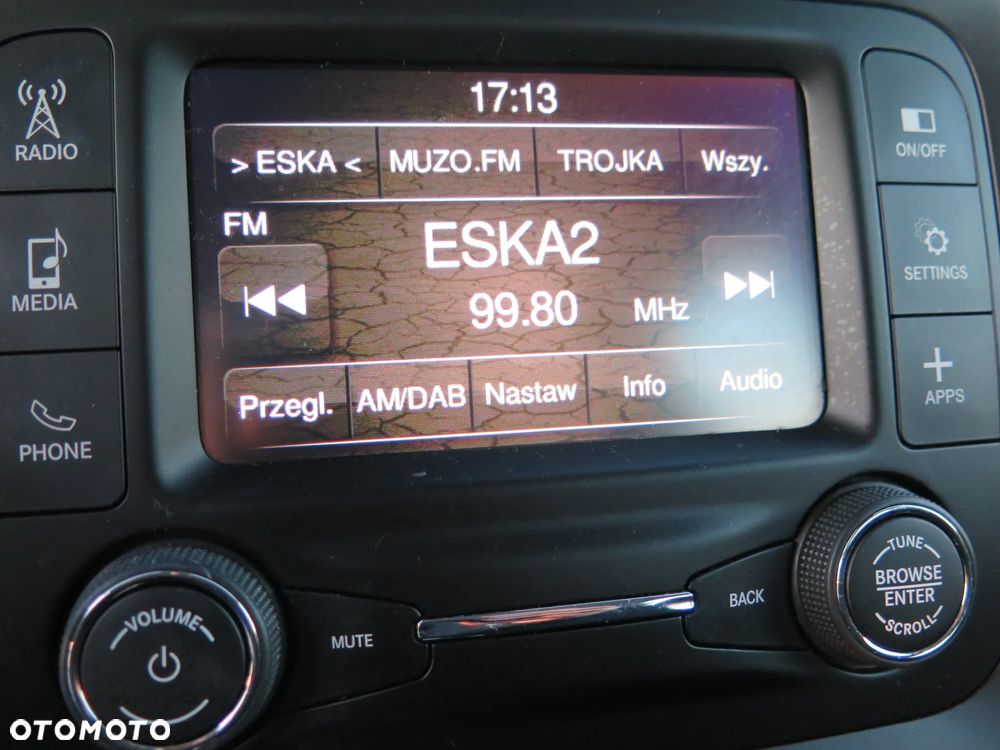 17:13
> ESKA < MUZO.FM TROJKA Wszy.
FM
ESKA2
99.80 MHz
Przegl. AM/DAB Nastaw Info Audio
RADIO
MEDIA
PHONE
ON/OFF
SETTINGS
APPS
VOLUME
MUTE
BACK
TUNE
BROWSE
ENTER
SCROLL
OTOMOTO